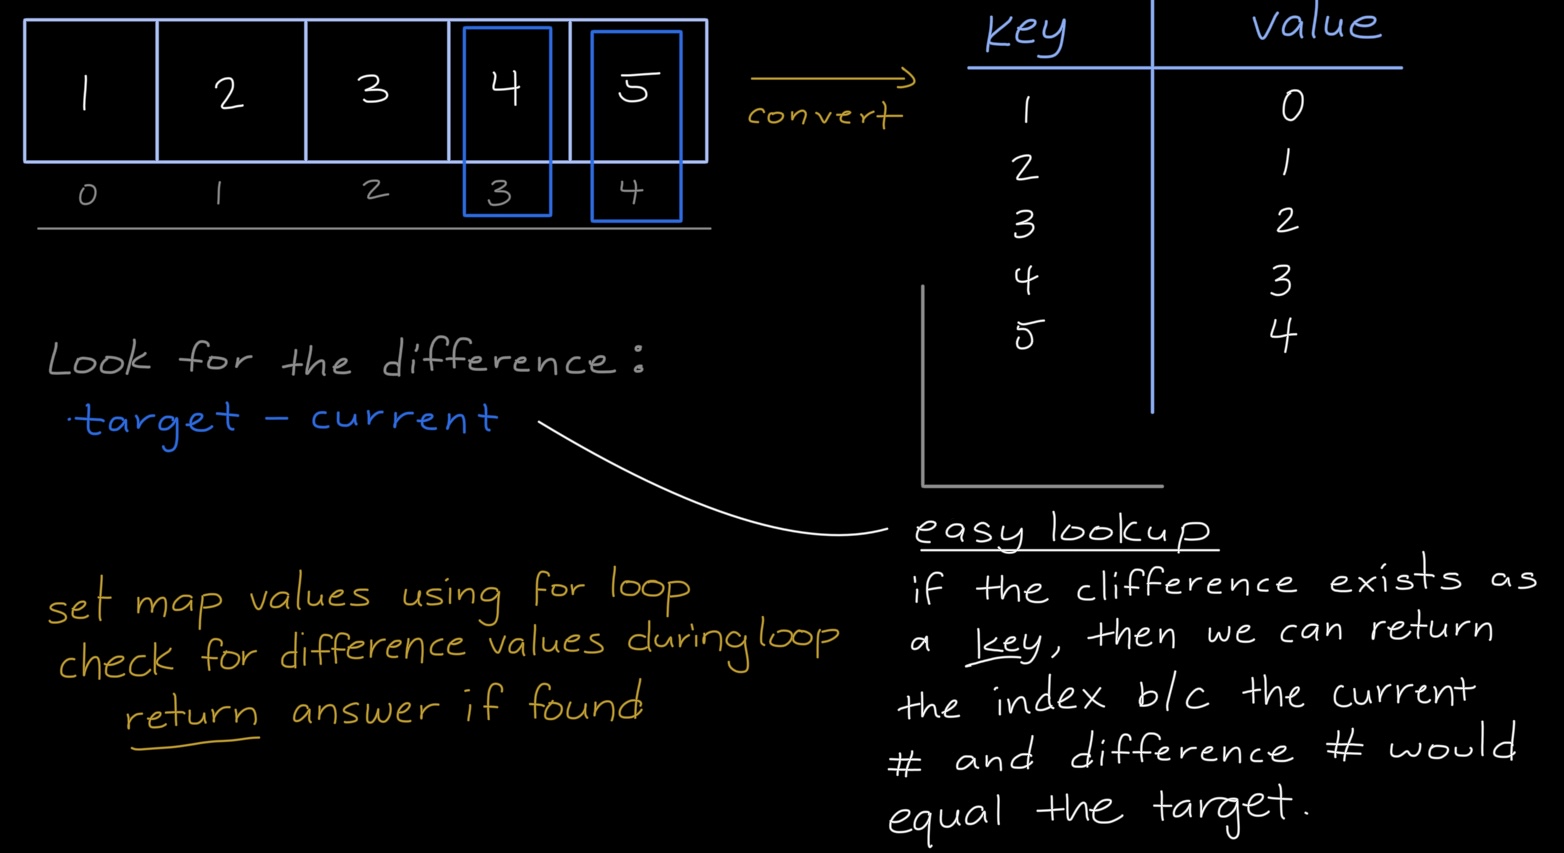 1 2 3 4 5
0 1 2 3 4
convert
key value
1 0
2 1
3 2
4 3
5 4
Look for the difference:
target - current
set map values using for loop
check for difference values during loop
return answer if found
easy lookup
if the difference exists as
a key, then we can return
the index b/c the current
# and difference # would
equal the target.